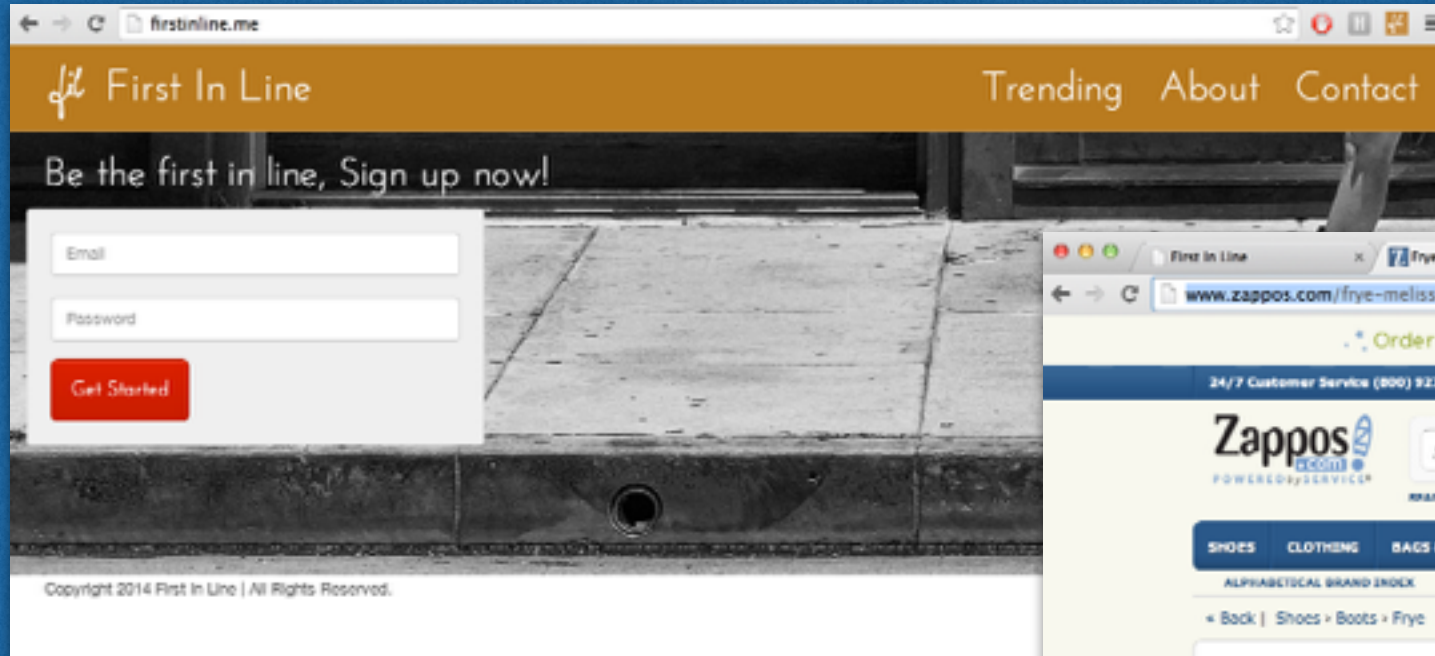 firstinline.me
fil First In Line
Trending About Contact
Be the first in line, Sign up now!
Email
Password
Get Started
Copyright 2014 First In Line | All Rights Reserved.
First In Line
Frye
www.zappos.com/frye-meliss
Order
24/7 Customer Service (800) 92
Zappos
.com
POWERED by SERVICE®
SHOES CLOTHING BAGS
ALPHABETICAL BRAND INDEX
« Back | Shoes > Boots > Frye